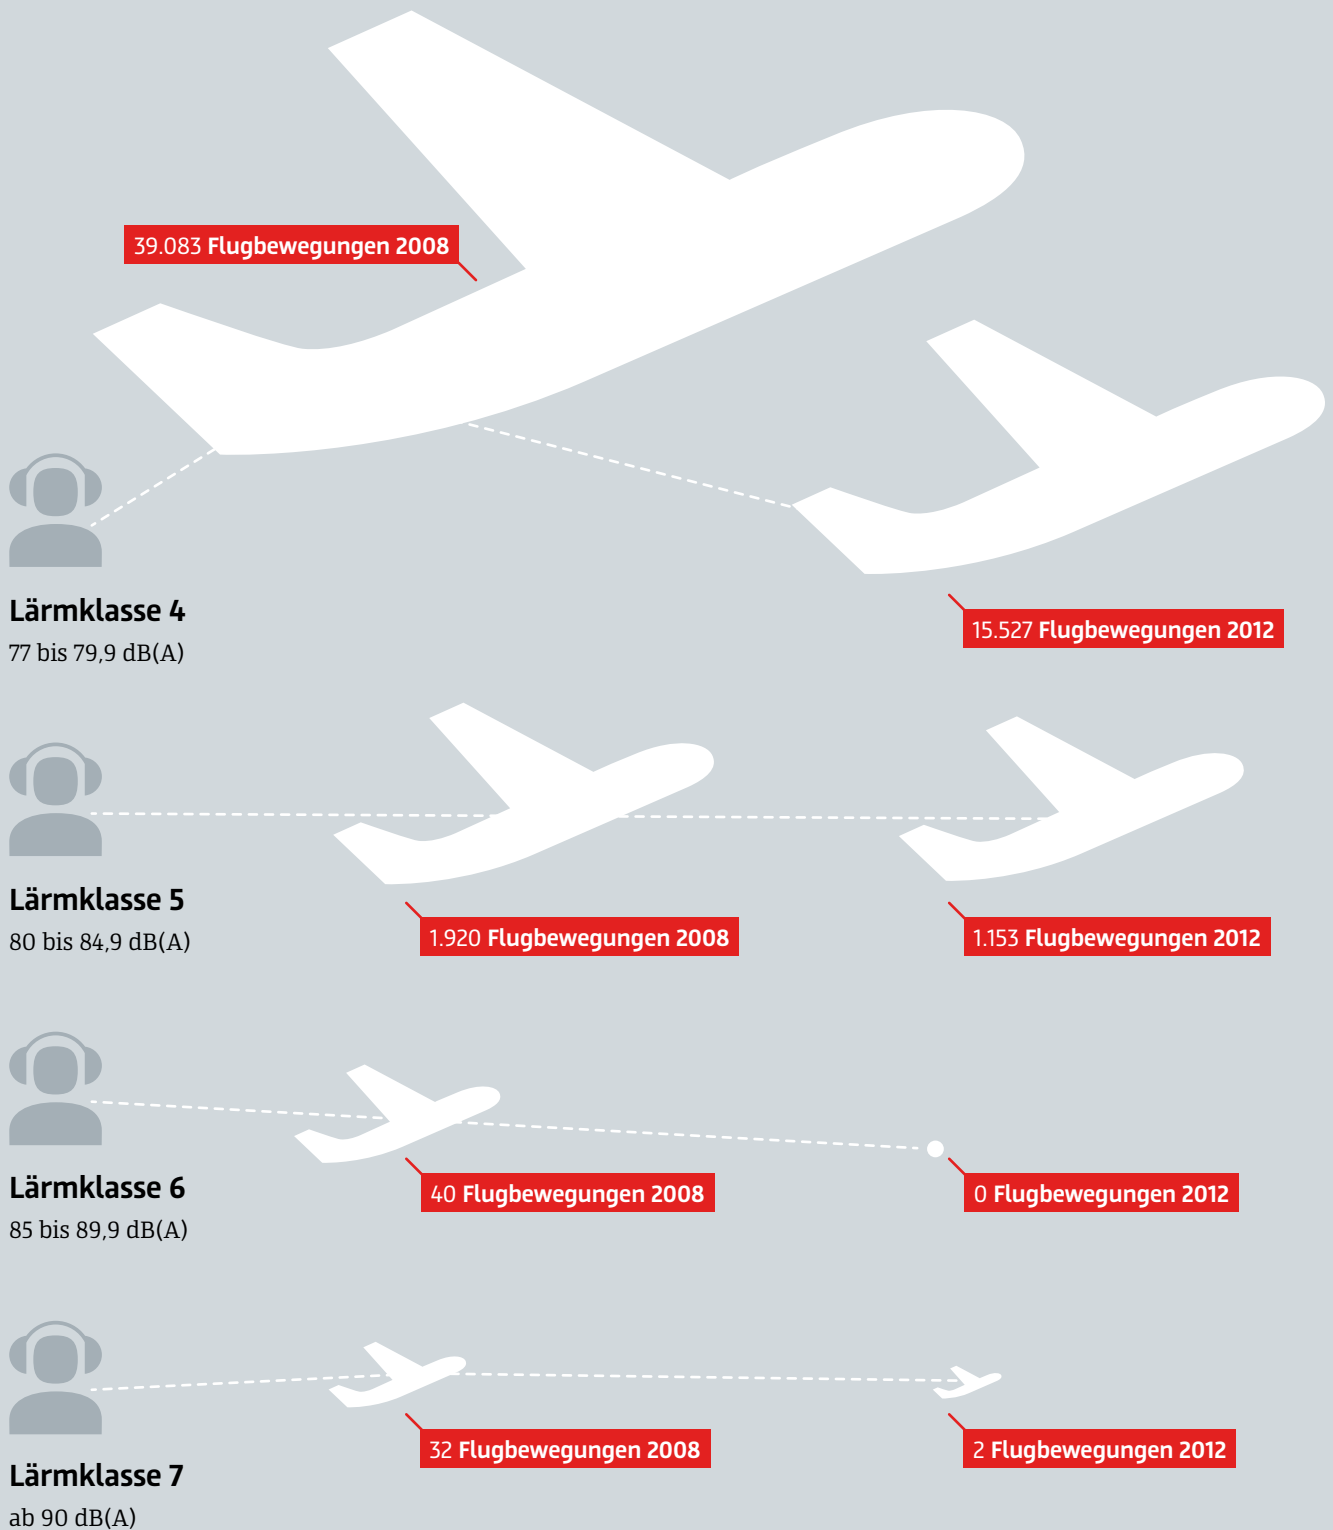 39.083 Flugbewegungen 2008
Lärmklasse 4
77 bis 79,9 dB(A)
15.527 Flugbewegungen 2012
Lärmklasse 5
80 bis 84,9 dB(A)
1.920 Flugbewegungen 2008
1.153 Flugbewegungen 2012
Lärmklasse 6
85 bis 89,9 dB(A)
40 Flugbewegungen 2008
0 Flugbewegungen 2012
Lärmklasse 7
ab 90 dB(A)
32 Flugbewegungen 2008
2 Flugbewegungen 2012